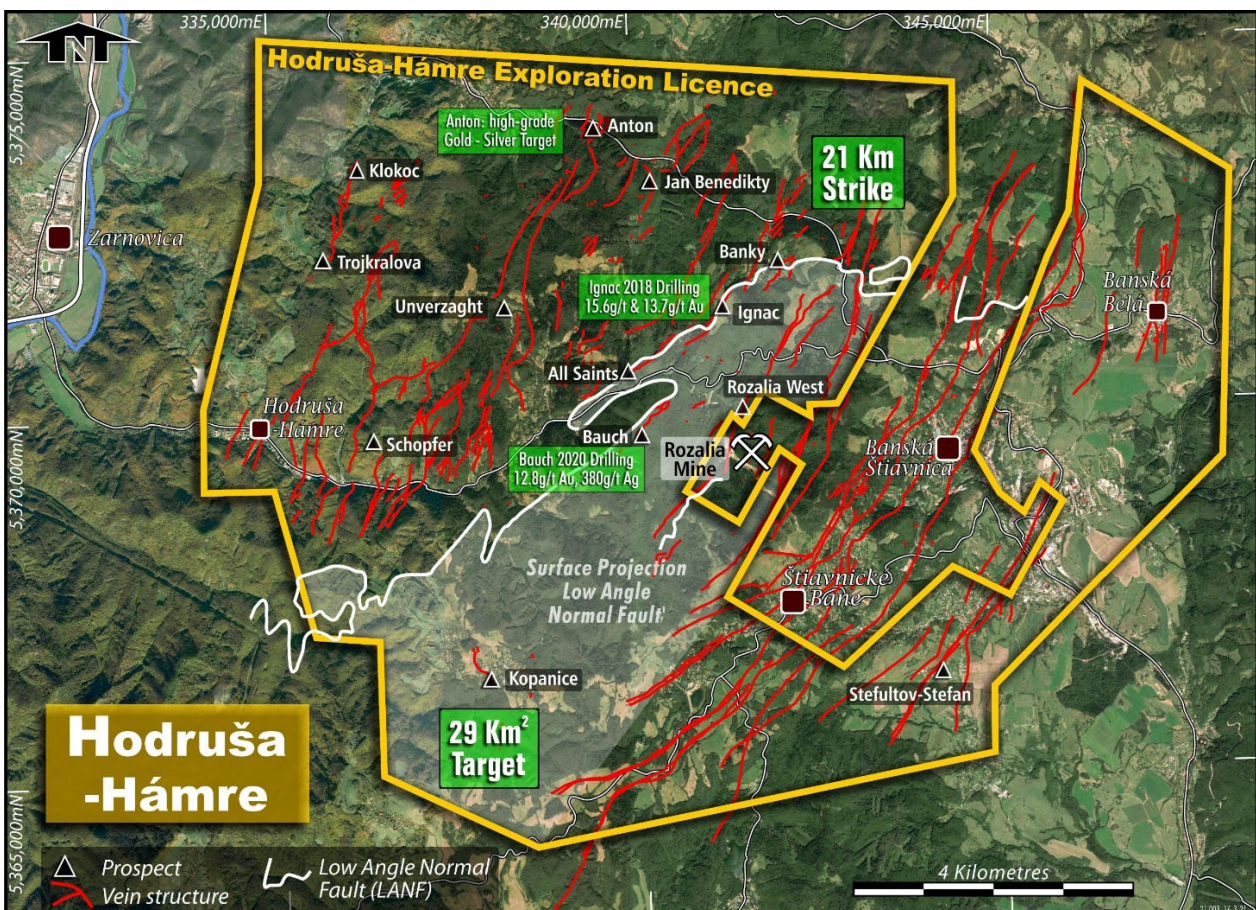 335,000mE
340,000mE
345,000mE
N
Hodruša-Hámre Exploration Licence
5,375,000mN
Anton: high-grade
Gold - Silver Target
Anton
21 Km
Strike
Klokoc
Jan Benedikty
Zarnovica
Trojkralova
Banky
Banská
Belá
Unverzaght
Ignac 2018 Drilling
15.6g/t & 13.7g/t Au
Ignac
All Saints
Rozalia West
Hodruša
-Hámre
Schopfer
Bauch
Rozalia
Mine
Banská
Štiavnica
5,370,000mN
Bauch 2020 Drilling
12.8g/t Au, 380g/t Ag
Surface Projection
Low Angle
Normal Fault
Štiavnické
Bane
Kopanice
Stefultov-Stefan
29 Km²
Target
Hodruša
-Hámre
5,365,000mN
Prospect
Vein structure
Low Angle Normal
Fault (LANF)
4 Kilometres